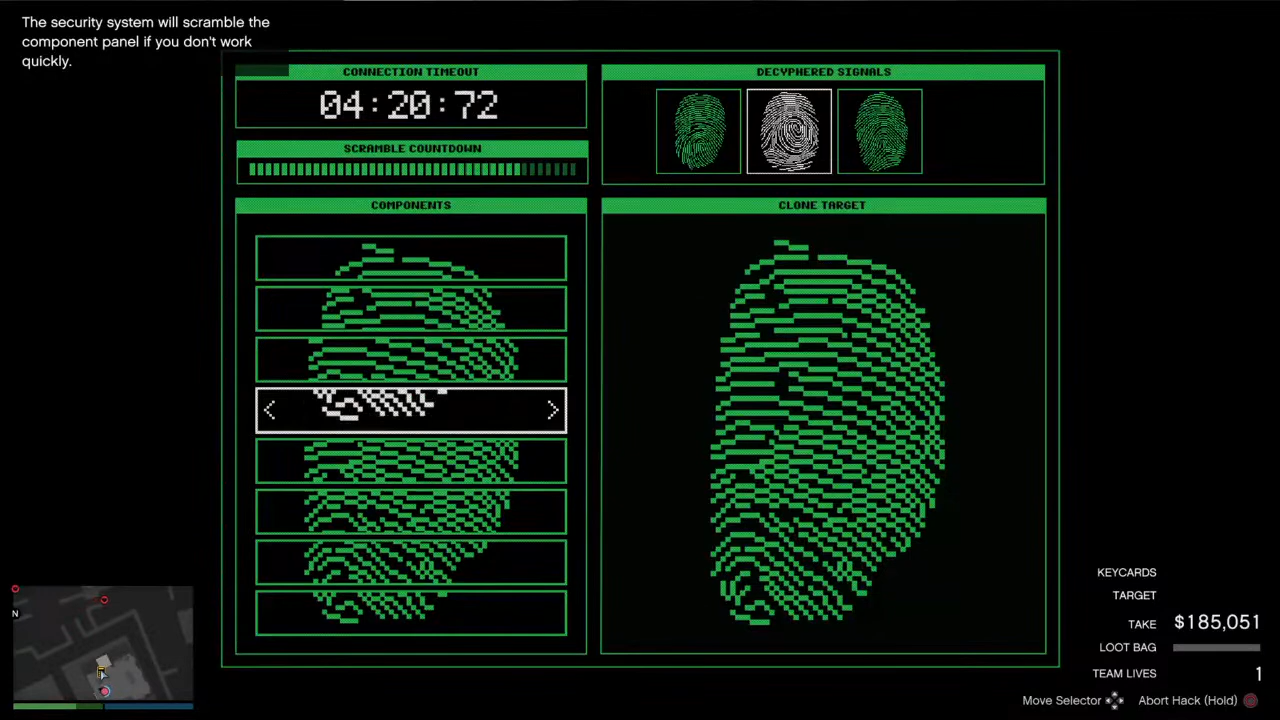 The security system will scramble the
component panel if you don't work
quickly.
CONNECTION TIMEOUT
04:20:72
SCRAMBLE COUNTDOWN
DECYPHERED SIGNALS
COMPONENTS
CLONE TARGET
N
KEYCARDS
TARGET
TAKE $185,051
LOOT BAG
TEAM LIVES 1
Move Selector Abort Hack (Hold)